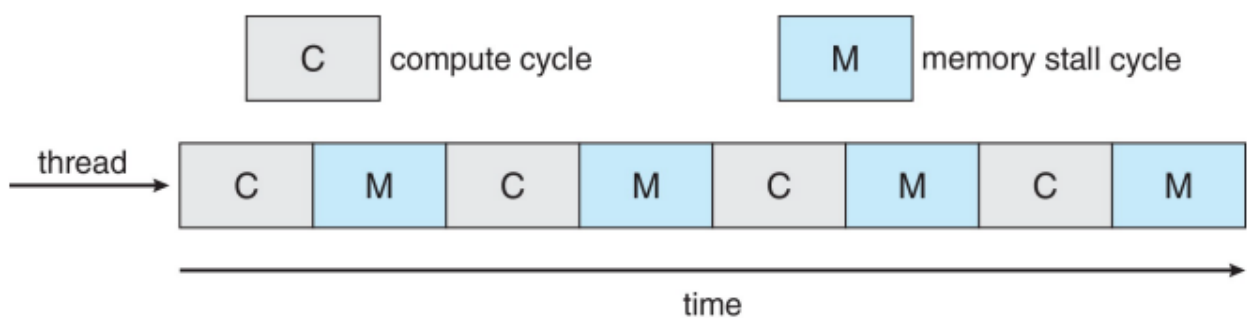 C compute cycle M memory stall cycle
thread
C M C M C M C M
time